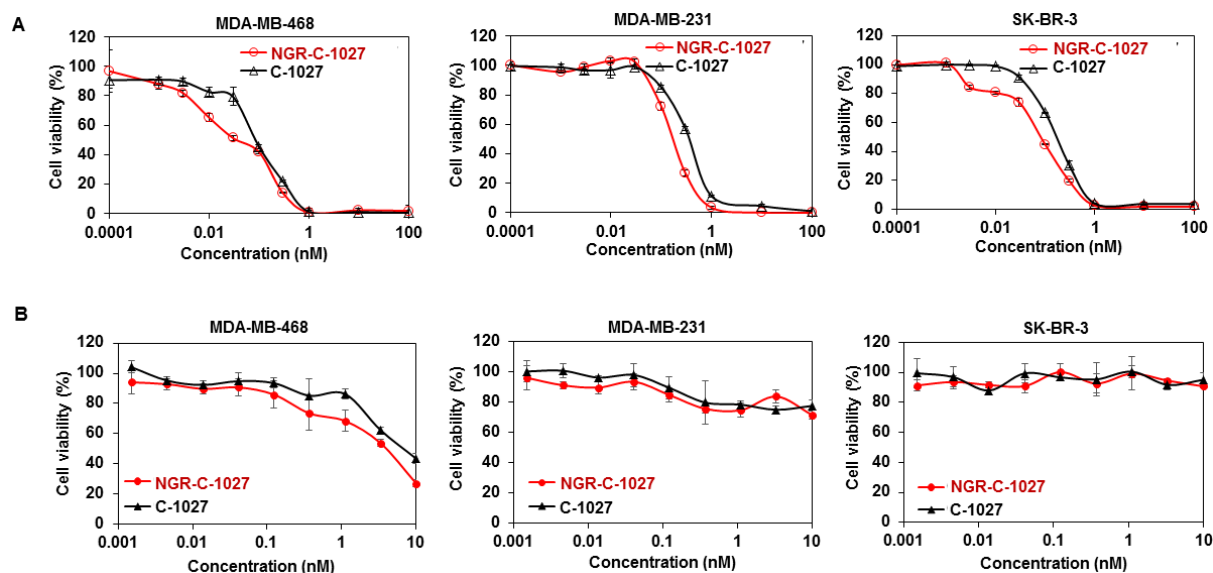 A
MDA-MB-468
MDA-MB-231
SK-BR-3
Cell viability (%)
120
100
80
60
40
20
0
0.0001
0.01
1
100
Concentration (nM)
NGR-C-1027
C-1027
Cell viability (%)
120
100
80
60
40
20
0
0.0001
0.01
1
100
Concentration (nM)
NGR-C-1027
C-1027
Cell viability (%)
120
100
80
60
40
20
0
0.0001
0.01
1
100
Concentration (nM)
NGR-C-1027
C-1027
B
MDA-MB-468
MDA-MB-231
SK-BR-3
Cell viability (%)
120
100
80
60
40
20
0
0.001
0.01
0.1
1
10
Concentration (nM)
NGR-C-1027
C-1027
Cell viability (%)
120
100
80
60
40
20
0
0.001
0.01
0.1
1
10
Concentration (nM)
NGR-C-1027
C-1027
Cell viability (%)
120
100
80
60
40
20
0
0.001
0.01
0.1
1
10
Concentration (nM)
NGR-C-1027
C-1027